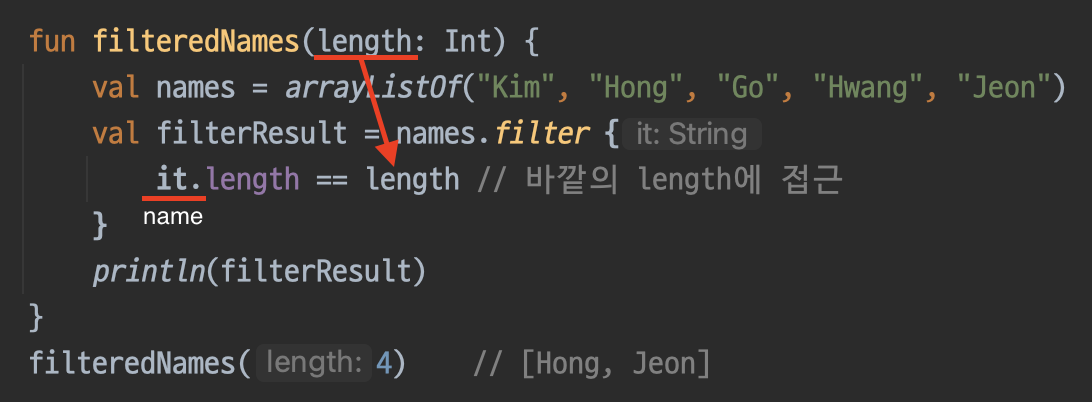 fun filteredNames(length: Int) {
val names = arrayListOf("Kim", "Hong", "Go", "Hwang", "Jeon")
val filterResult = names.filter { it: String
it.length == length // 바깥의 length에 접근
name
}
println(filterResult)
}
filteredNames( length: 4) // [Hong, Jeon]